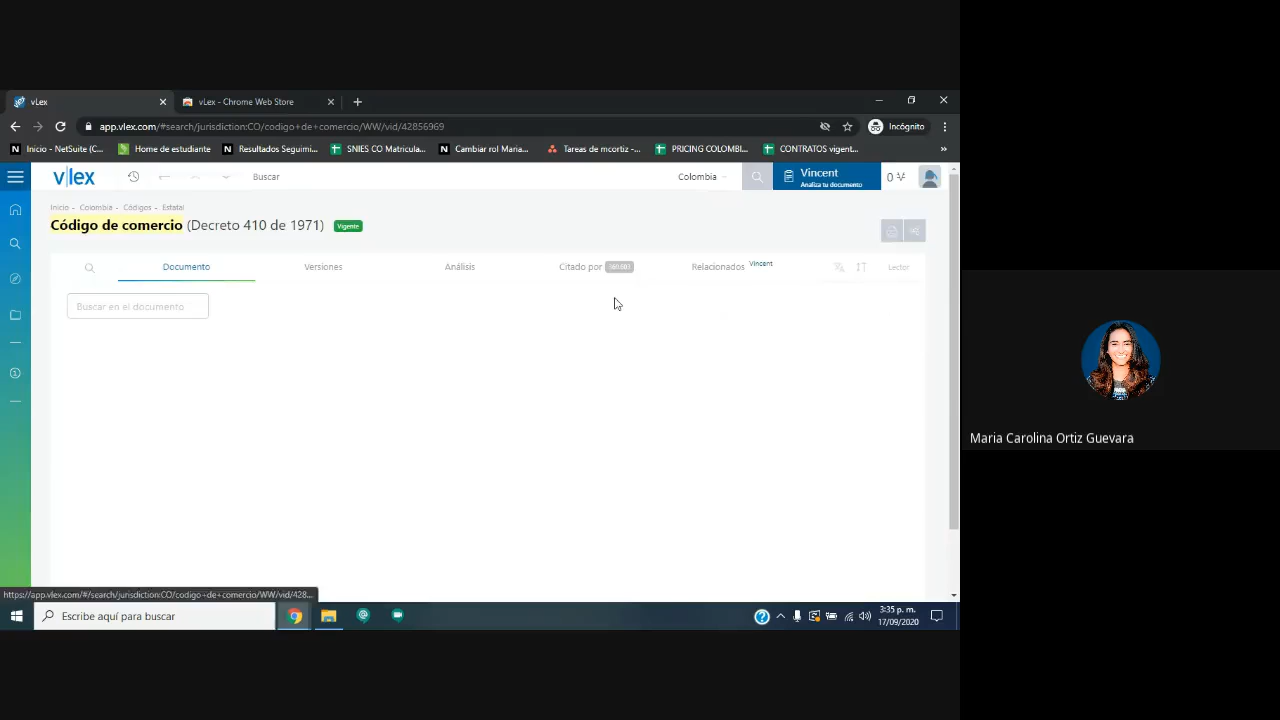 vLex
vLex - Chrome Web Store
app.vlex.com/#search/jurisdiction:CO/codigo+de+comercio/WW/vid/42856969
Incógnito
Inicio - NetSuite (C...
Home de estudiante
Resultados Seguimi...
SNIES CO Matricula...
Cambiar rol Maria...
Tareas de mcortiz -...
PRICING COLOMBI...
CONTRATOS vigent...
»
vlex
Buscar
Colombia
Vincent
Analiza tu documento
0
Inicio - Colombia - Códigos - Estatal
Código de comercio (Decreto 410 de 1971) Vigente
Documento
Versiones
Análisis
Citado por
Relacionados Vincent
Lector
Buscar en el documento
Maria Carolina Ortiz Guevara
https://app.vlex.com/#/search/jurisdiction:CO/codigo+de+comercio/WW/vid/428...
Escribe aquí para buscar
3:35 p. m.
17/09/2020